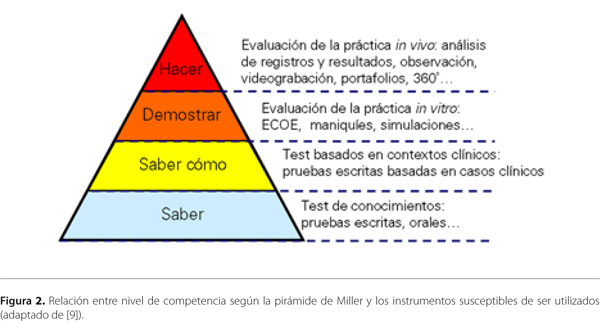 Hacer
Evaluación de la práctica in vivo: análisis
de registros y resultados, observación,
videograbación, portafolios, 360º...
Demostrar
Evaluación de la práctica in vitro:
ECOE, maniquíes, simulaciones...
Saber cómo
Test basados en contextos clínicos:
pruebas escritas basadas en casos clínicos
Saber
Test de conocimientos:
pruebas escritas, orales...
Figura 2. Relación entre nivel de competencia según la pirámide de Miller y los instrumentos susceptibles de ser utilizados
(adaptado de [9]).